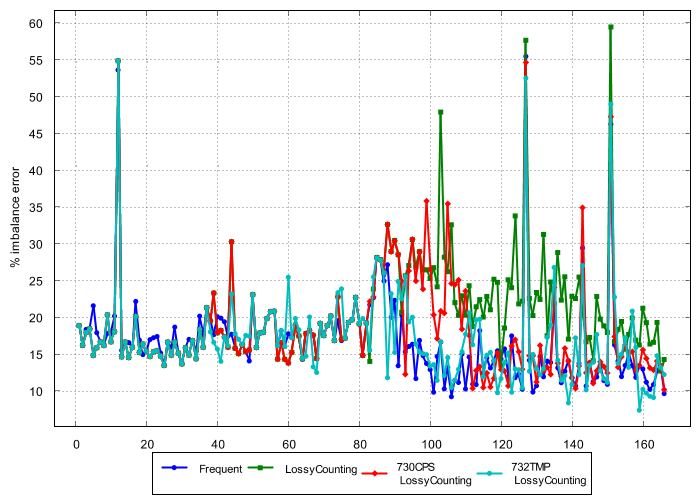 60
55
50
45
40
35
30
25
20
15
10
% imbalance error
0 20 40 60 80 100 120 140 160
Frequent LossyCounting 730CPS 732TMP
LossyCounting LossyCounting